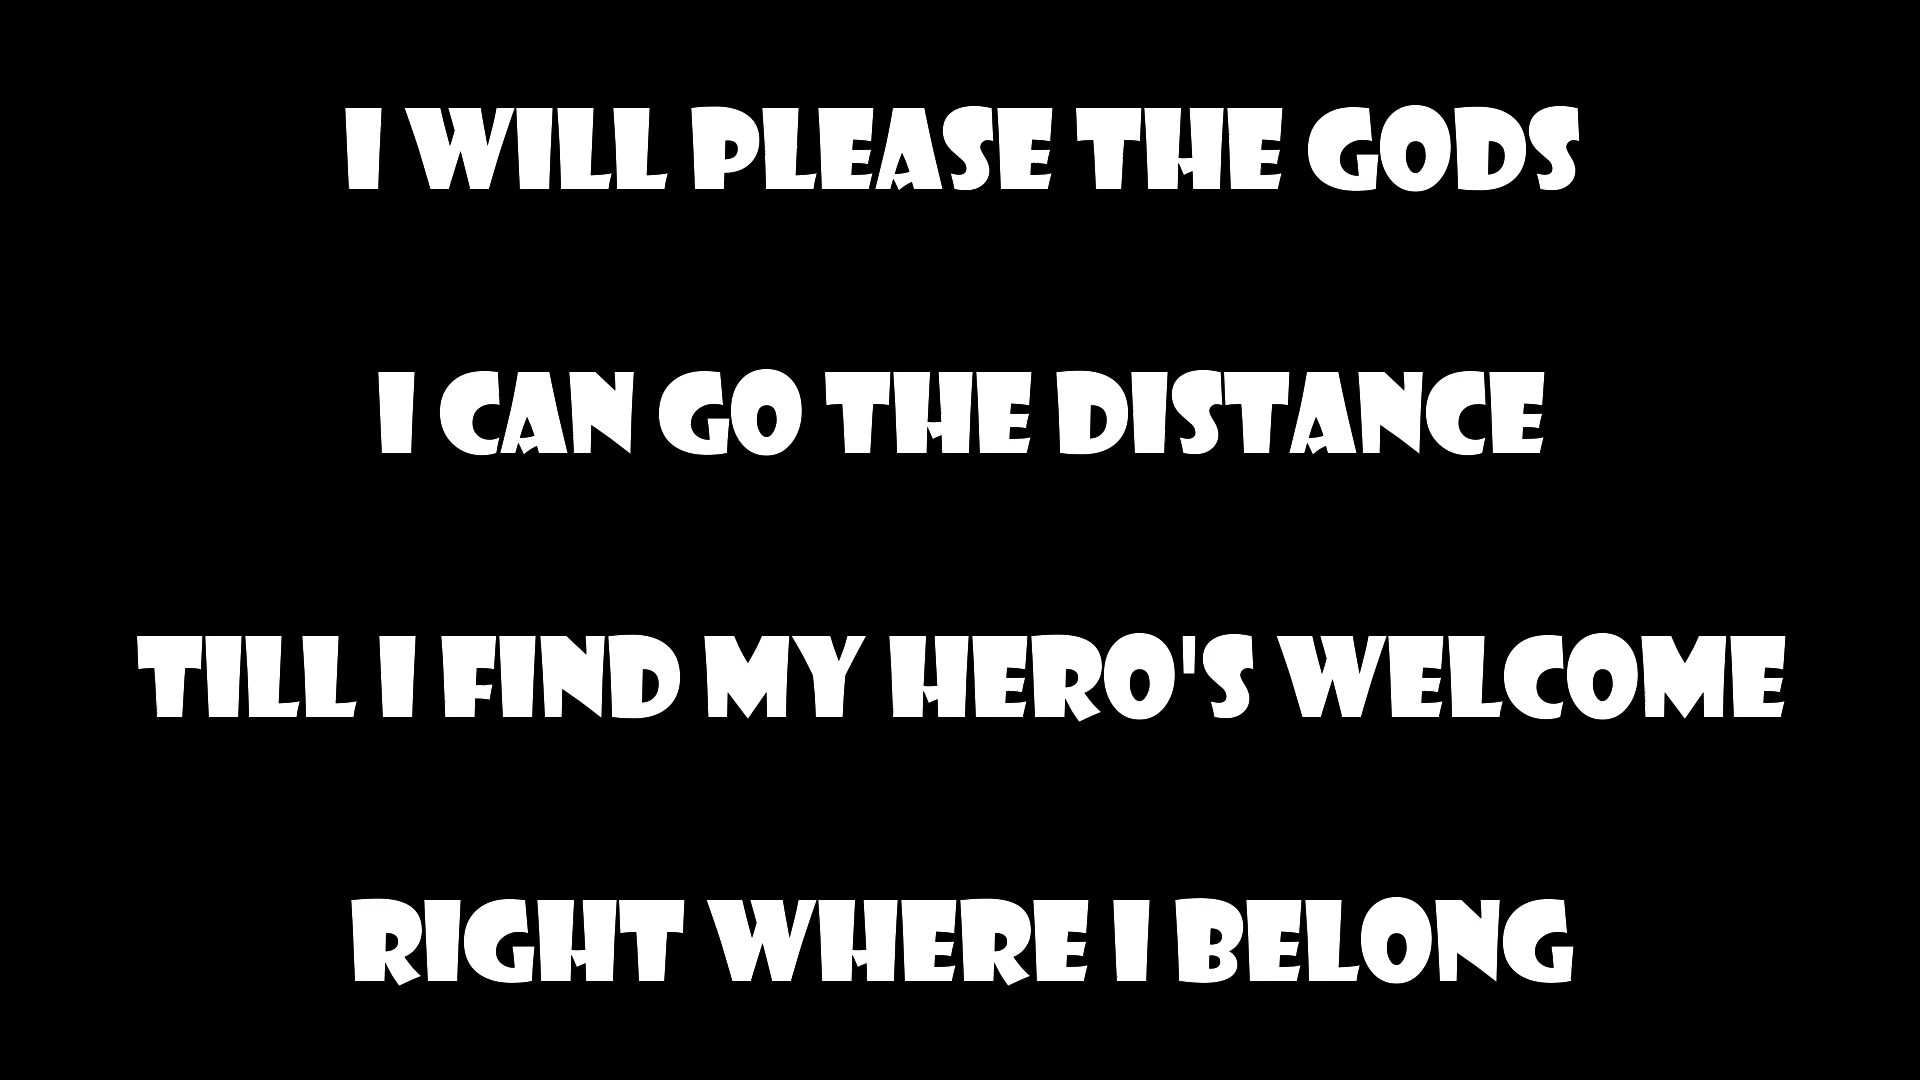 I WILL PLEASE THE GODS
I CAN GO THE DISTANCE
TILL I FIND MY HERO'S WELCOME
RIGHT WHERE I BELONG